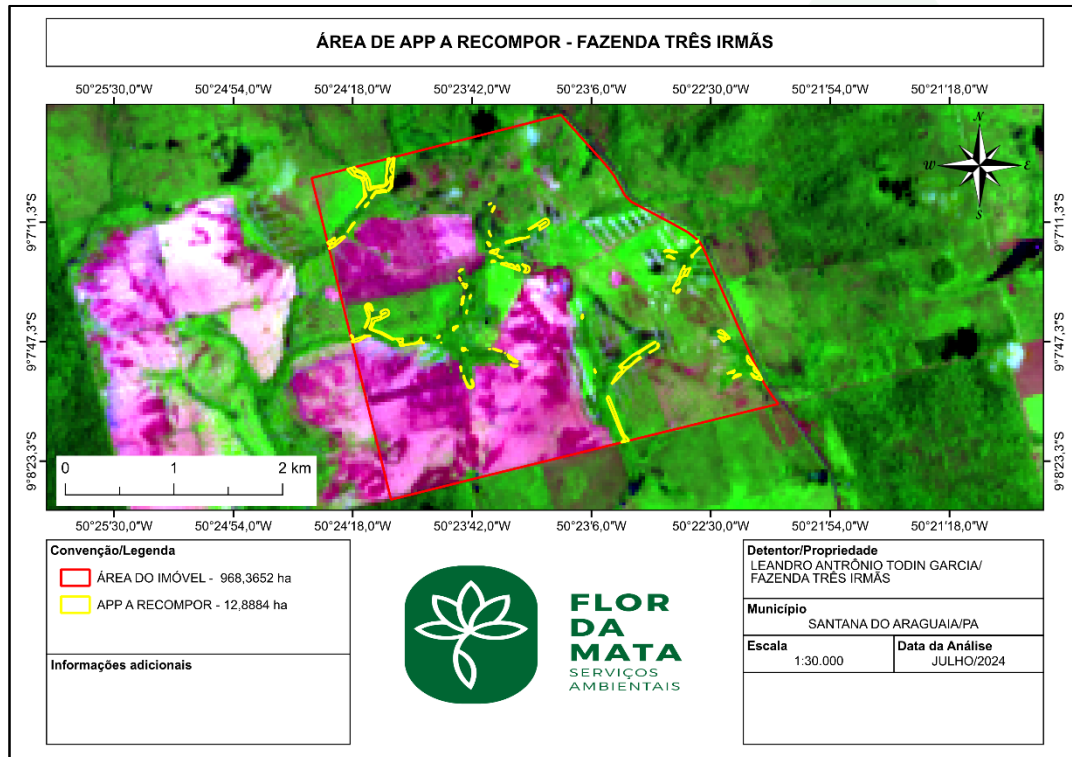 ÁREA DE APP A RECOMPOR - FAZENDA TRÊS IRMÃS
50°25'30,0"W 50°24'54,0"W 50°24'18,0"W 50°23'42,0"W 50°23'6,0"W 50°22'30,0"W 50°21'54,0"W 50°21'18,0"W
N
W E
S
9°7'11,3"S 9°7'11,3"S
9°7'47,3"S 9°7'47,3"S
9°8'23,3"S 9°8'23,3"S
0 1 2 km
50°25'30,0"W 50°24'54,0"W 50°24'18,0"W 50°23'42,0"W 50°23'6,0"W 50°22'30,0"W 50°21'54,0"W 50°21'18,0"W
Convenção/Legenda
ÁREA DO IMÓVEL - 968,3652 ha
APP A RECOMPOR - 12,8884 ha
Informações adicionais
FLOR
DA
MATA
SERVIÇOS
AMBIENTAIS
Detentor/Propriedade
LEANDRO ANTRÔNIO TODIN GARCIA/
FAZENDA TRÊS IRMÃS
Município
SANTANA DO ARAGUAIA/PA
Escala
1:30.000
Data da Análise
JULHO/2024